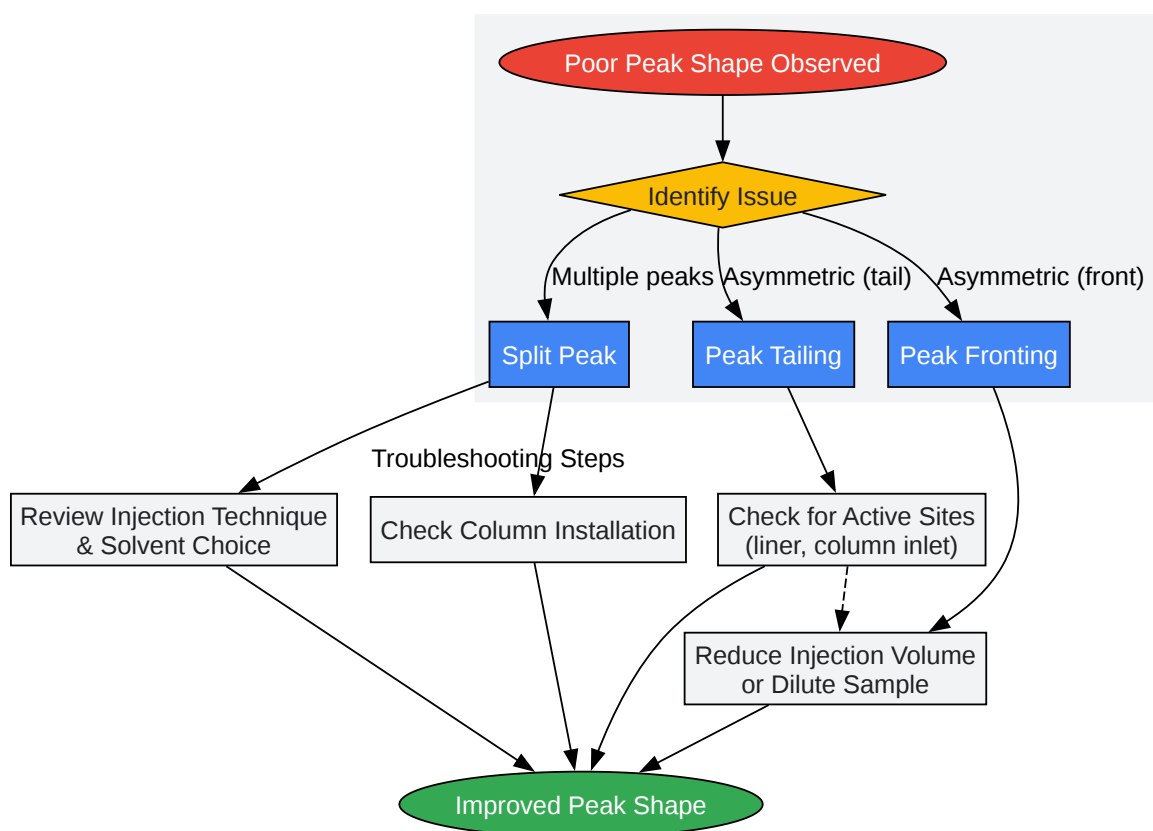 Poor Peak Shape Observed
Identify Issue
Multiple peaks
Asymmetric (tail)
Asymmetric (front)
Split Peak
Peak Tailing
Peak Fronting
Troubleshooting Steps
Review Injection Technique
& Solvent Choice
Check Column Installation
Check for Active Sites
(liner, column inlet)
Reduce Injection Volume
or Dilute Sample
Improved Peak Shape